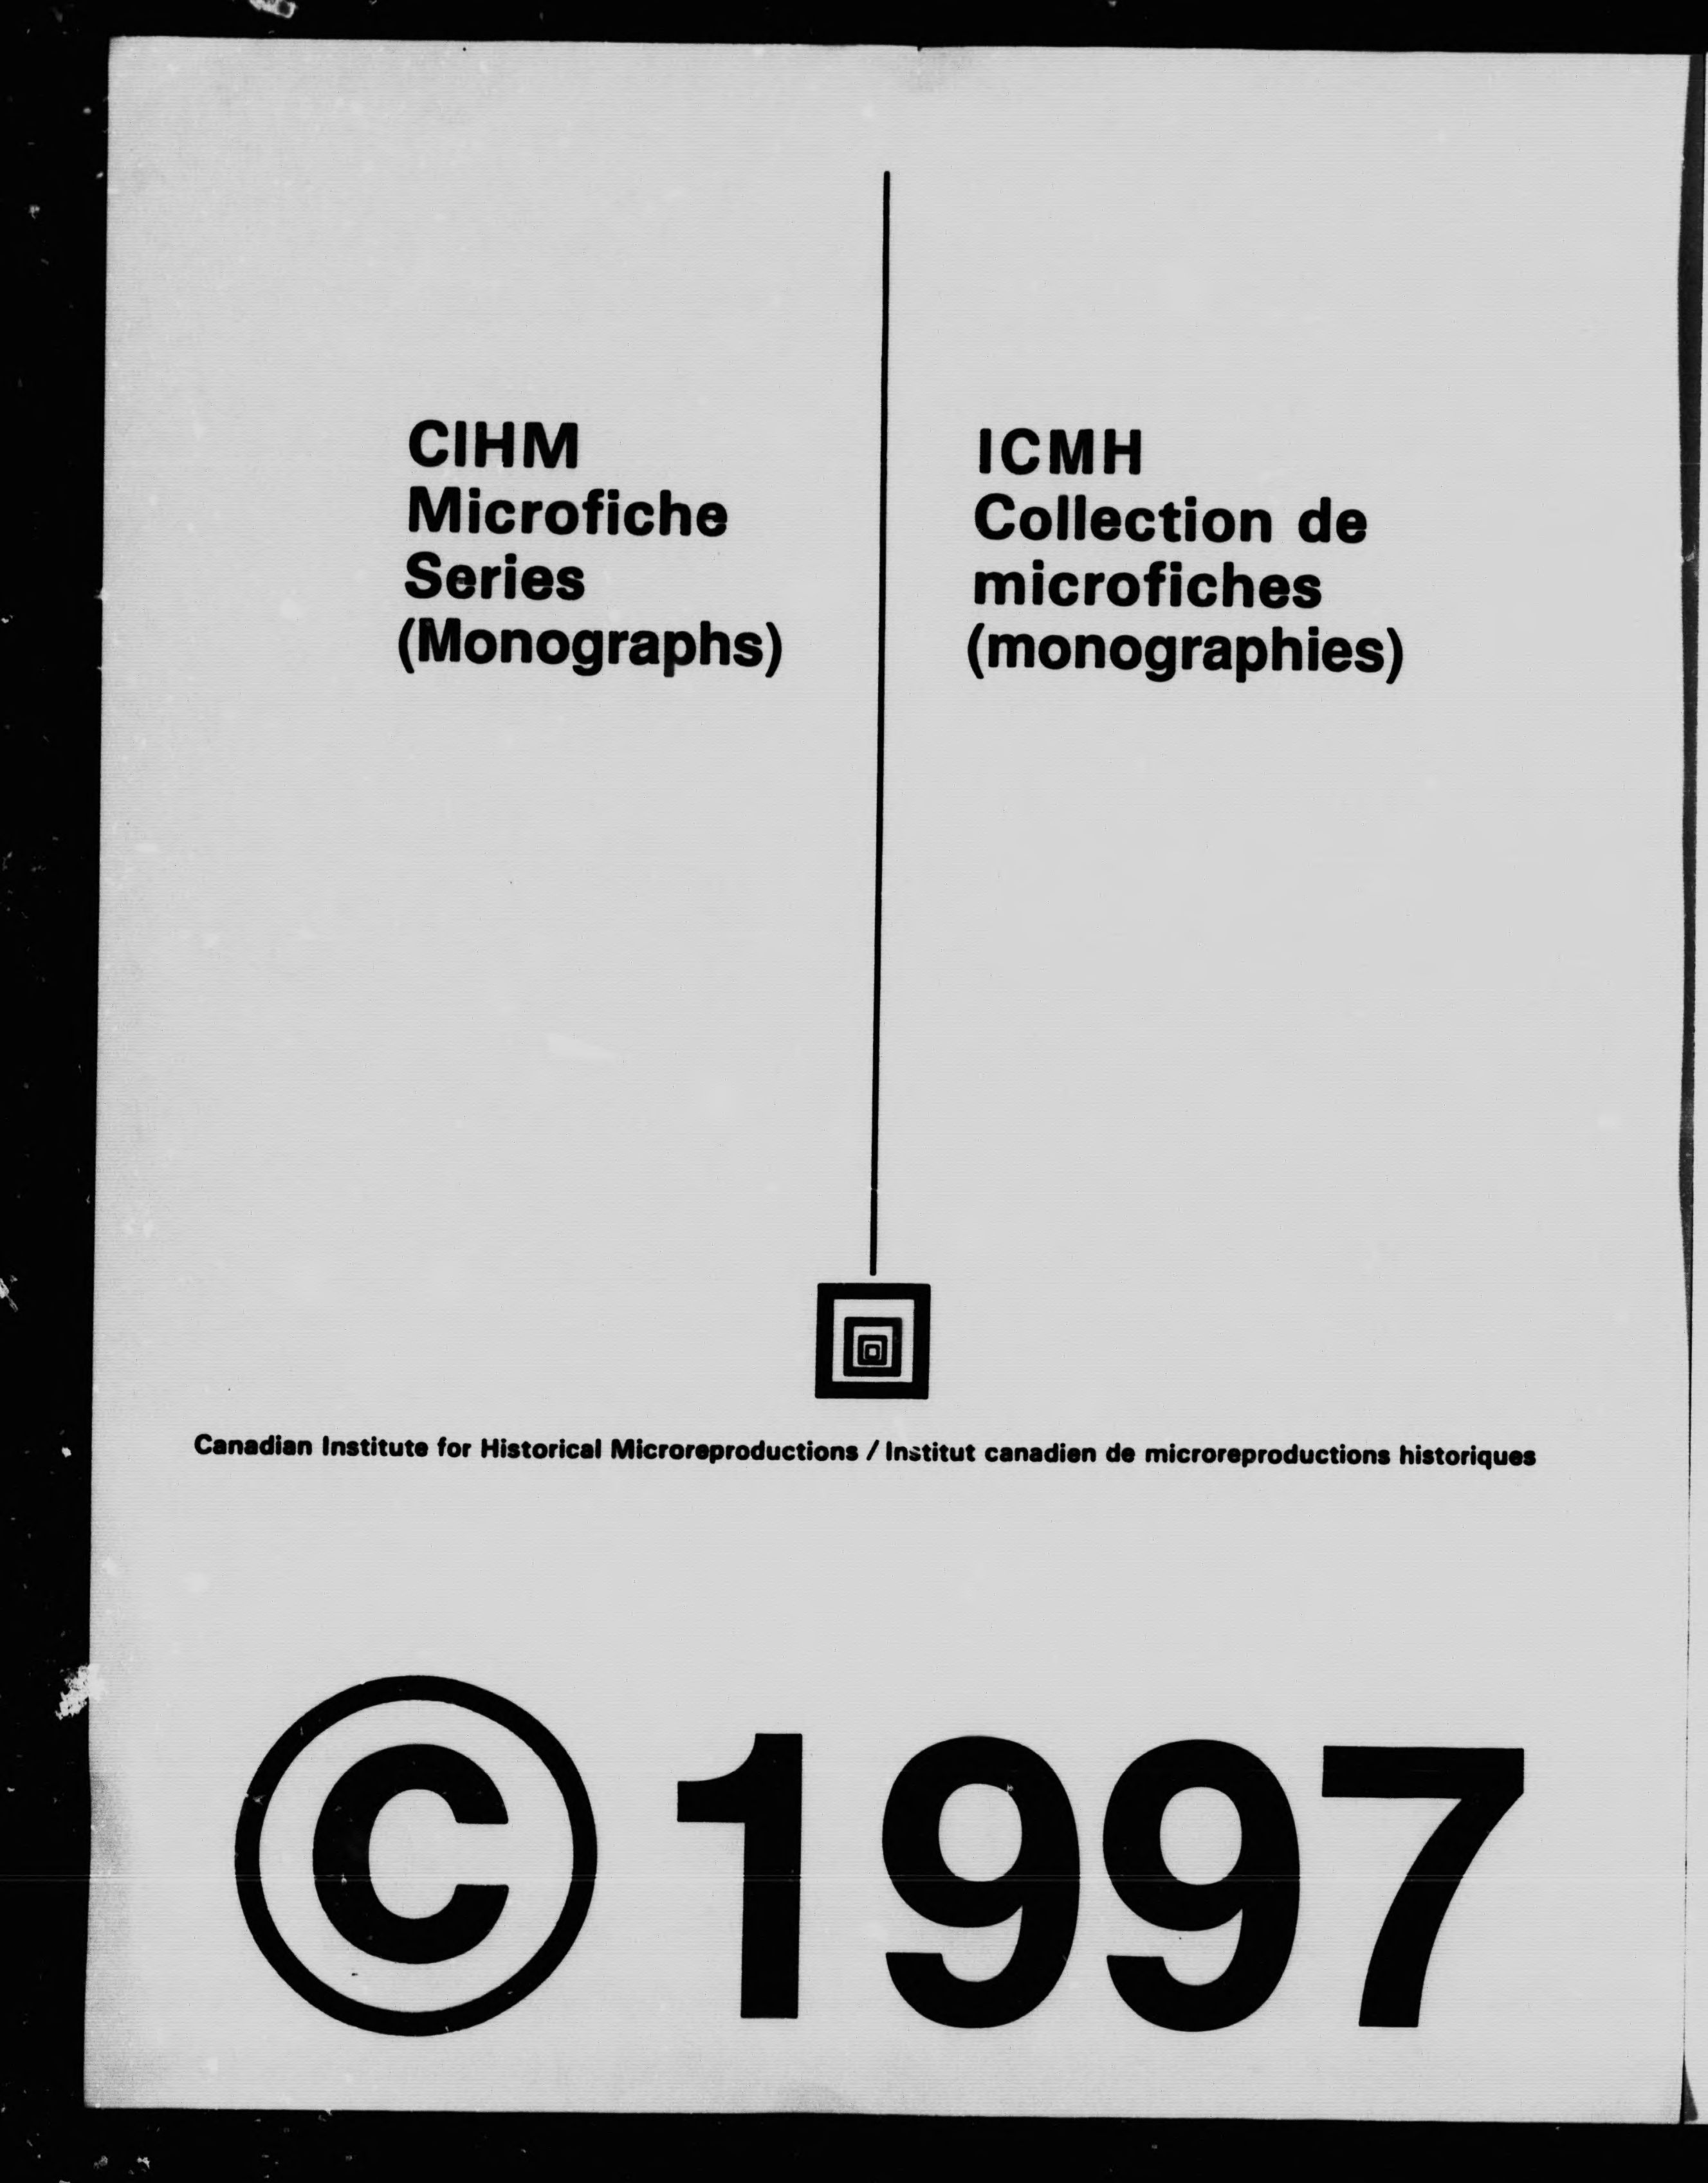 CIHM
Microfiche
Series
(Monographs)
ICMH
Collection de
microfiches
(monographies)
Canadian Institute for Historical Microreproductions / Institut canadien de microreproductions historiques
© 1997